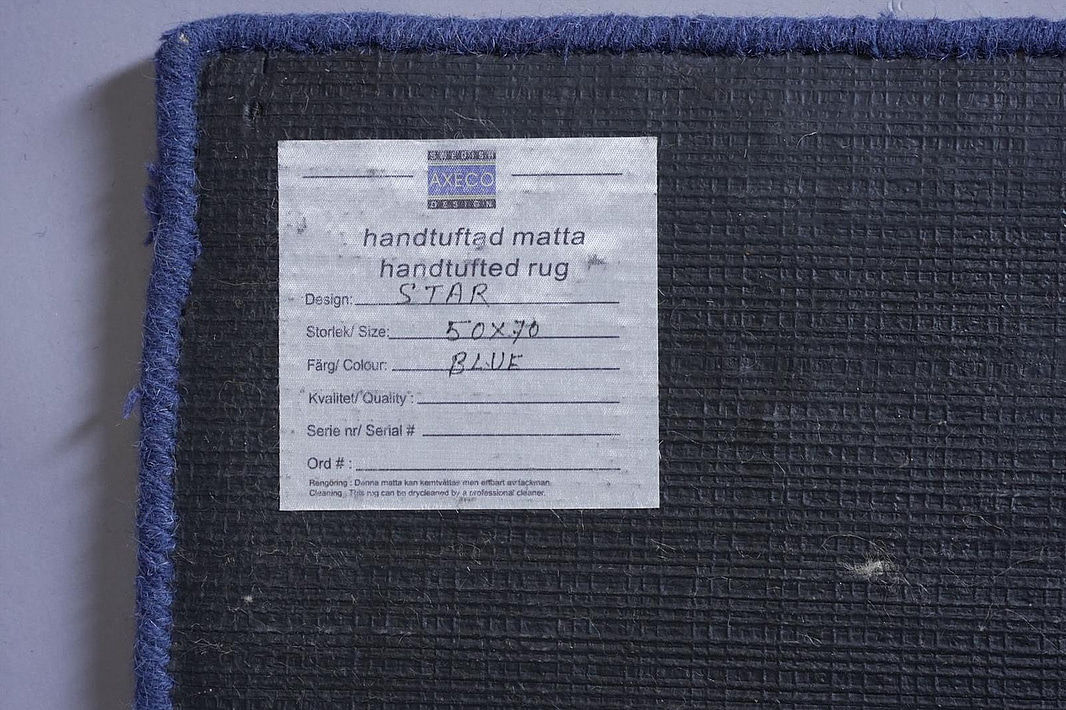 SWEDISH
AXECO
DESIGN
handtuftad matta
handtufted rug
Design: STAR
Storlek/ Size: 50X70
Färg/ Colour: BLUE
Kvalitet/ Quality :
Serie nr/ Serial #
Ord # :
Rengöring : Denna matta kan kemtvättas men enbart av fackman.
Cleaning : This rug can be drycleaned by a professional cleaner.